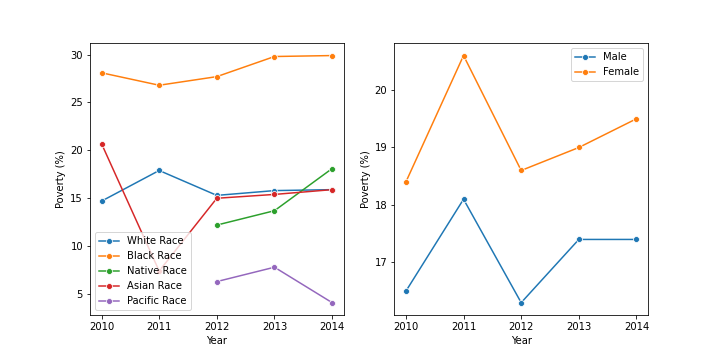 30
25
20
15
10
5
Poverty (%)
White Race
Black Race
Native Race
Asian Race
Pacific Race
2010 2011 2012 2013 2014
Year
20
19
18
17
Poverty (%)
Male
Female
2010 2011 2012 2013 2014
Year